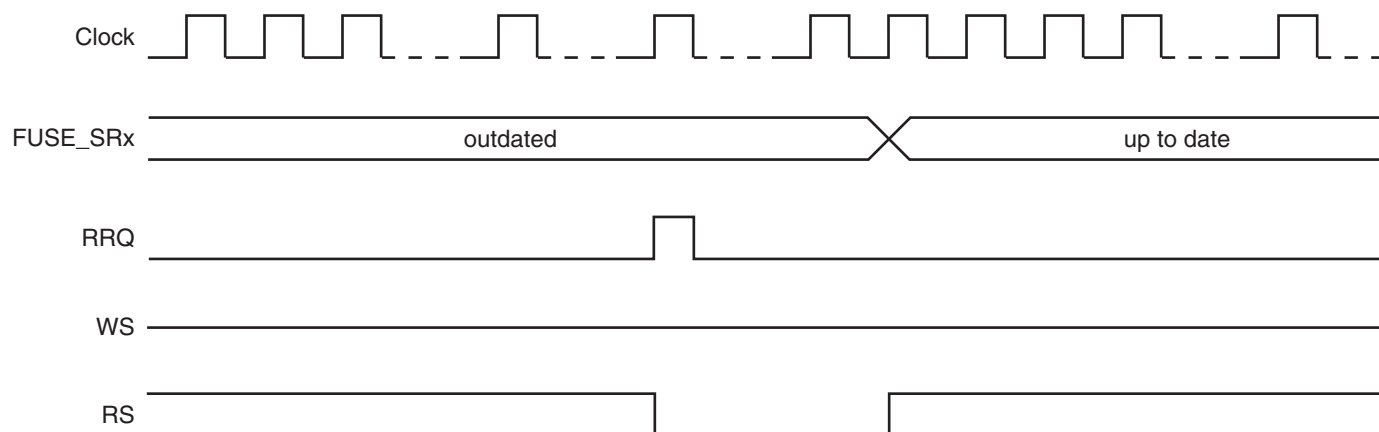 Clock
FUSE_SRx
outdated
up to date
RRQ
WS
RS